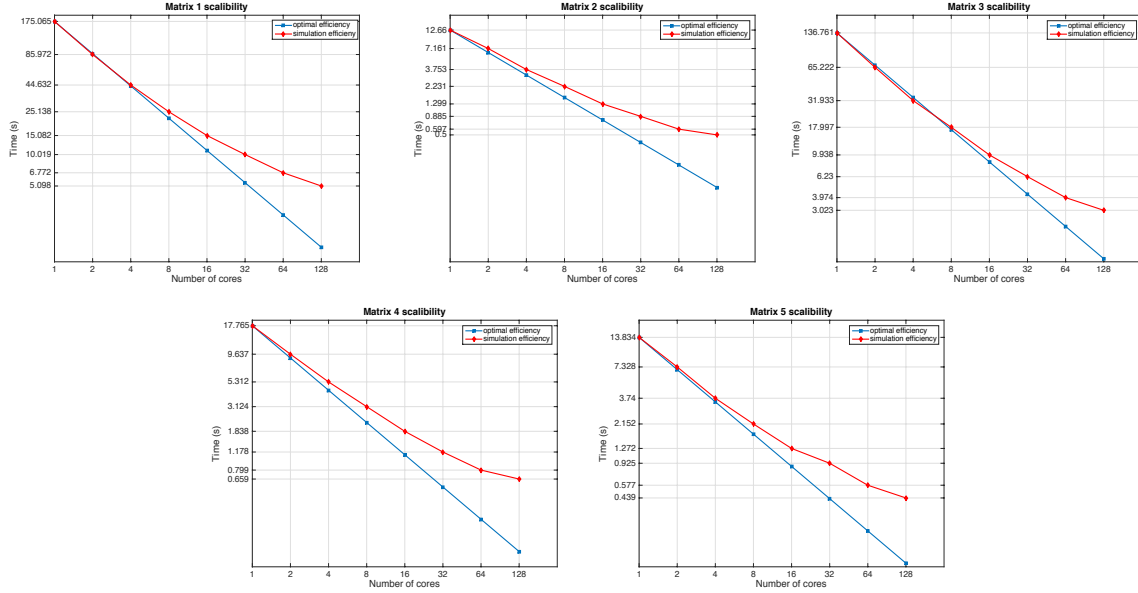 Matrix 1 scalibility
175.065
85.972
44.632
25.138
15.082
10.019
6.772
5.098
Time (s)
optimal efficiency
simulation efficiency
1 2 4 8 16 32 64 128
Number of cores
Matrix 2 scalibility
12.66
7.161
3.753
2.231
1.299
0.885
0.597
0.5
Time (s)
optimal efficiency
simulation efficiency
1 2 4 8 16 32 64 128
Number of cores
Matrix 3 scalibility
136.761
65.222
31.933
17.997
9.938
6.23
3.974
3.023
Time (s)
optimal efficiency
simulation efficiency
1 2 4 8 16 32 64 128
Number of cores
Matrix 4 scalibility
17.765
9.637
5.312
3.124
1.838
1.178
0.799
0.659
Time (s)
optimal efficiency
simulation efficiency
1 2 4 8 16 32 64 128
Number of cores
Matrix 5 scalibility
13.834
7.328
3.74
2.152
1.272
0.925
0.577
0.439
Time (s)
optimal efficiency
simulation efficiency
1 2 4 8 16 32 64 128
Number of cores